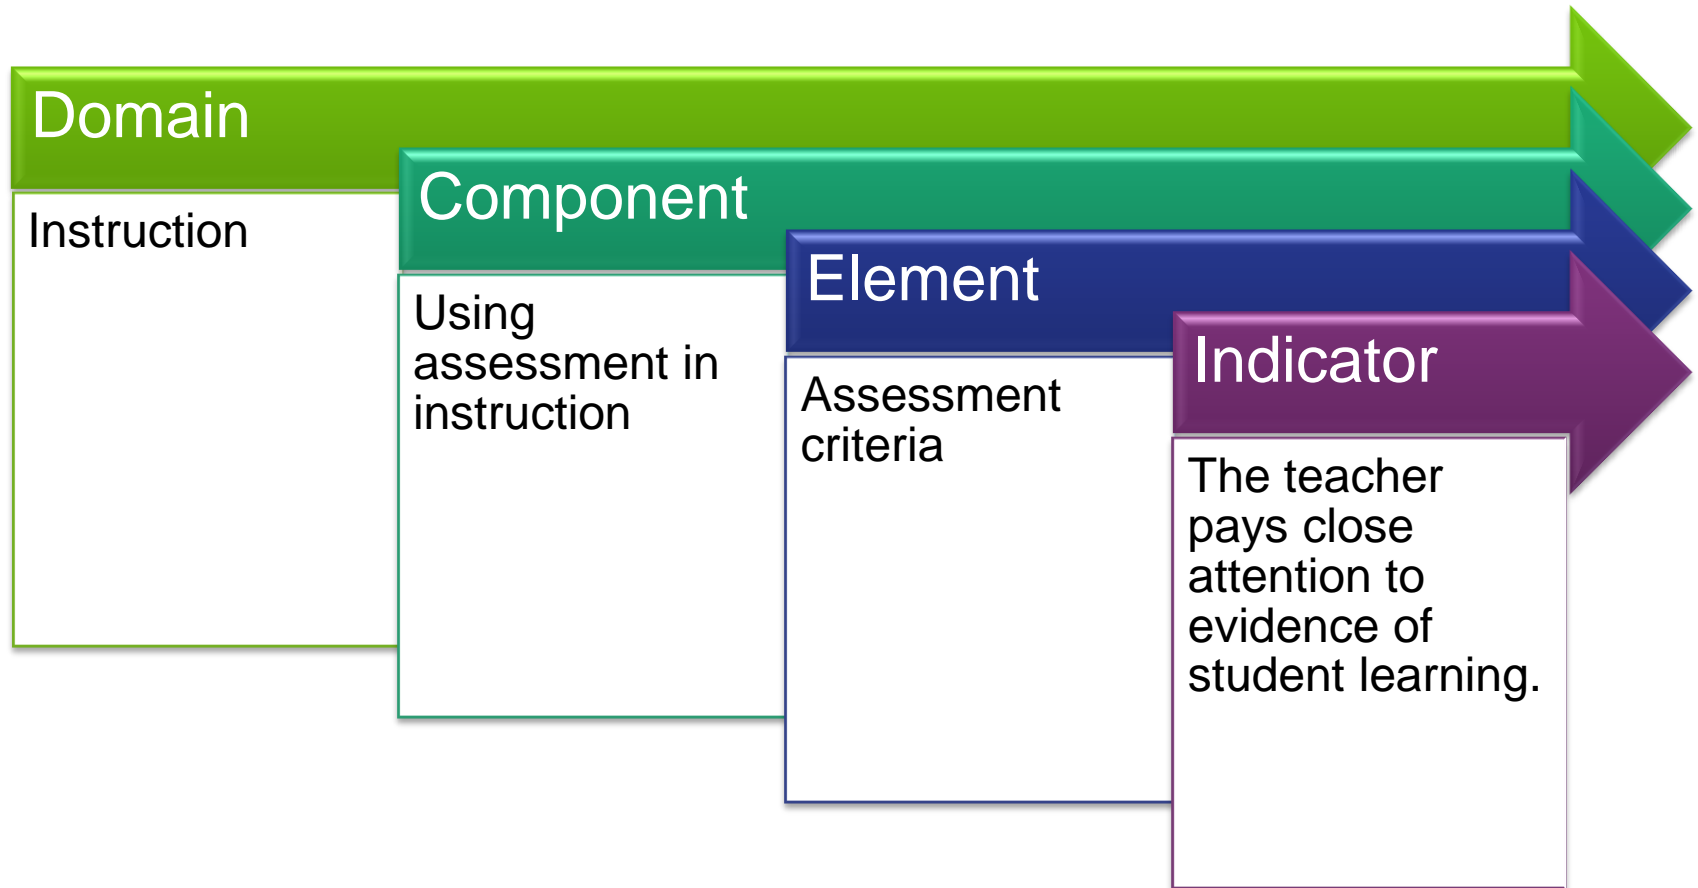 Domain
Instruction
Component
Using
assessment in
instruction
Element
Assessment
criteria
Indicator
The teacher
pays close
attention to
evidence of
student learning.